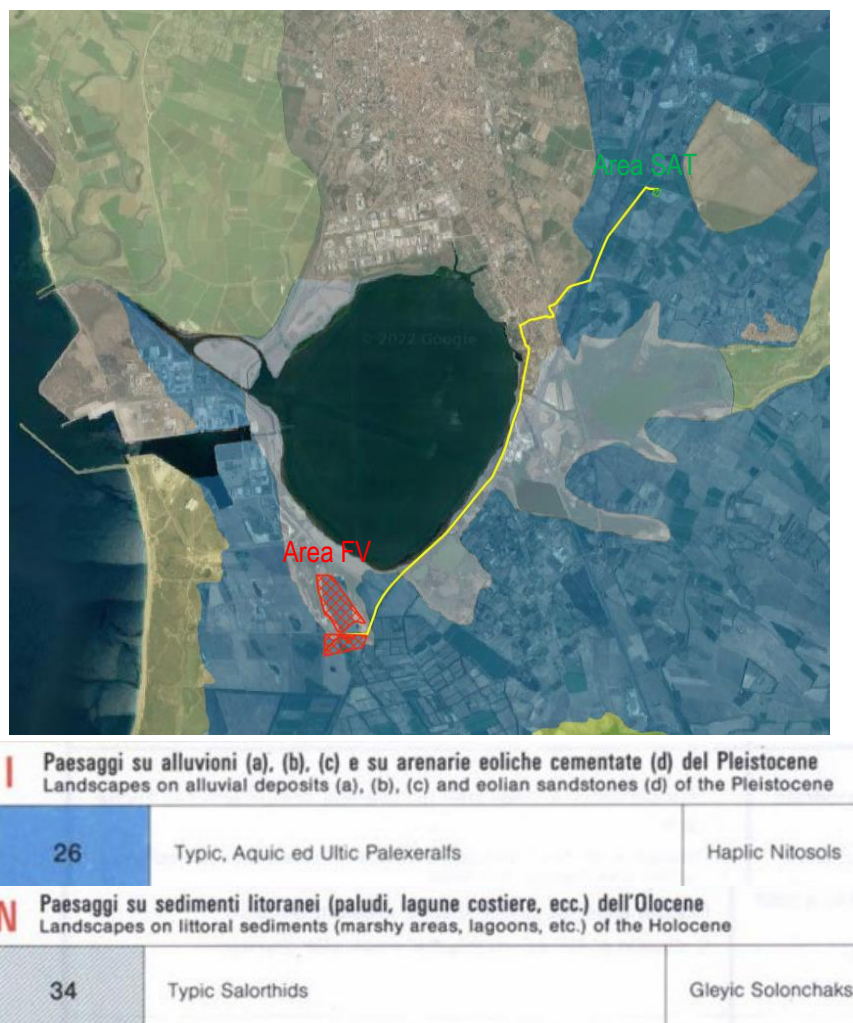 Area SAT
© 2022 Google
Area FV
I Paesaggi su alluvioni (a), (b), (c) e su arenarie eoliche cementate (d) del Pleistocene
Landscapes on alluvial deposits (a), (b), (c) and eolian sandstones (d) of the Pleistocene
26 Typic, Aquic ed Ultic Palexeralfs Haplic Nitosols
N Paesaggi su sedimenti litoranei (paludi, lagune costiere, ecc.) dell'Olocene
Landscapes on littoral sediments (marshy areas, lagoons, etc.) of the Holocene
34 Typic Salorthids Gleyic Solonchaks